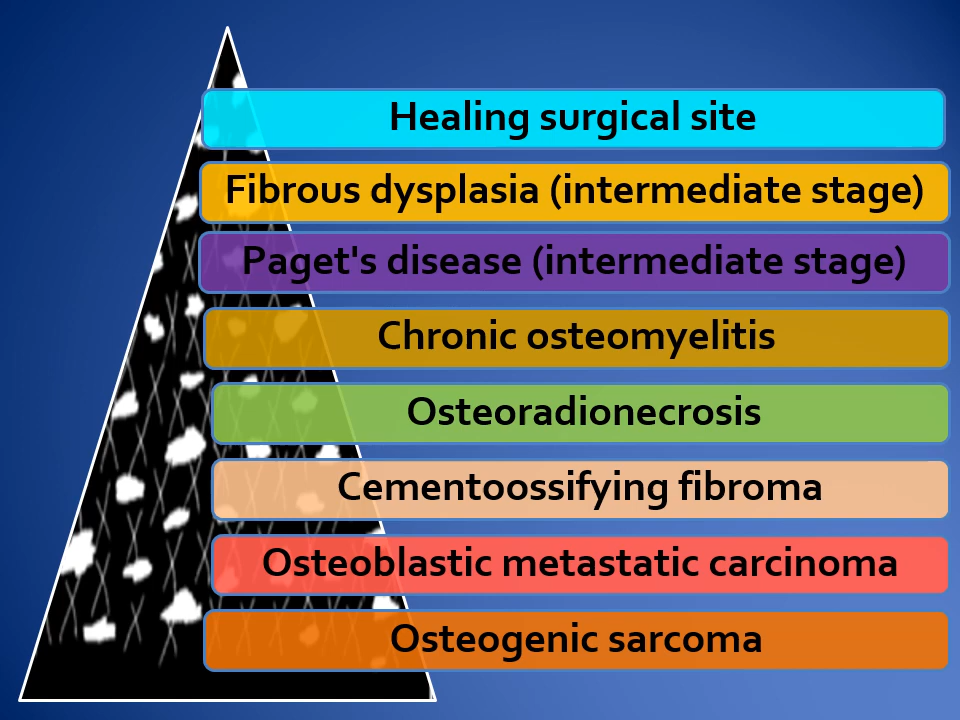 Healing surgical site
Fibrous dysplasia (intermediate stage)
Paget's disease (intermediate stage)
Chronic osteomyelitis
Osteoradionecrosis
Cementoossifying fibroma
Osteoblastic metastatic carcinoma
Osteogenic sarcoma